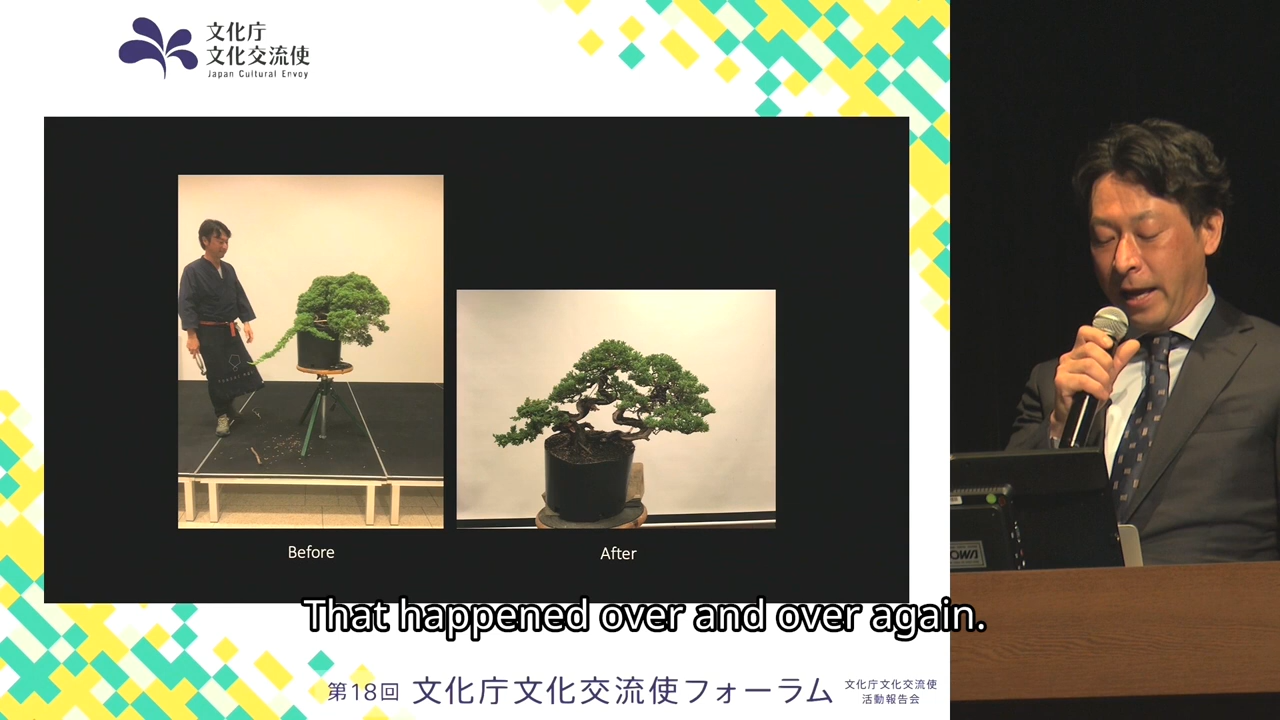 文化庁
文化交流使
Japan Cultural Envoy
Before
After
That happened over and over again.
第18回 文化庁文化交流使フォーラム
文化庁文化交流使
活動報告会